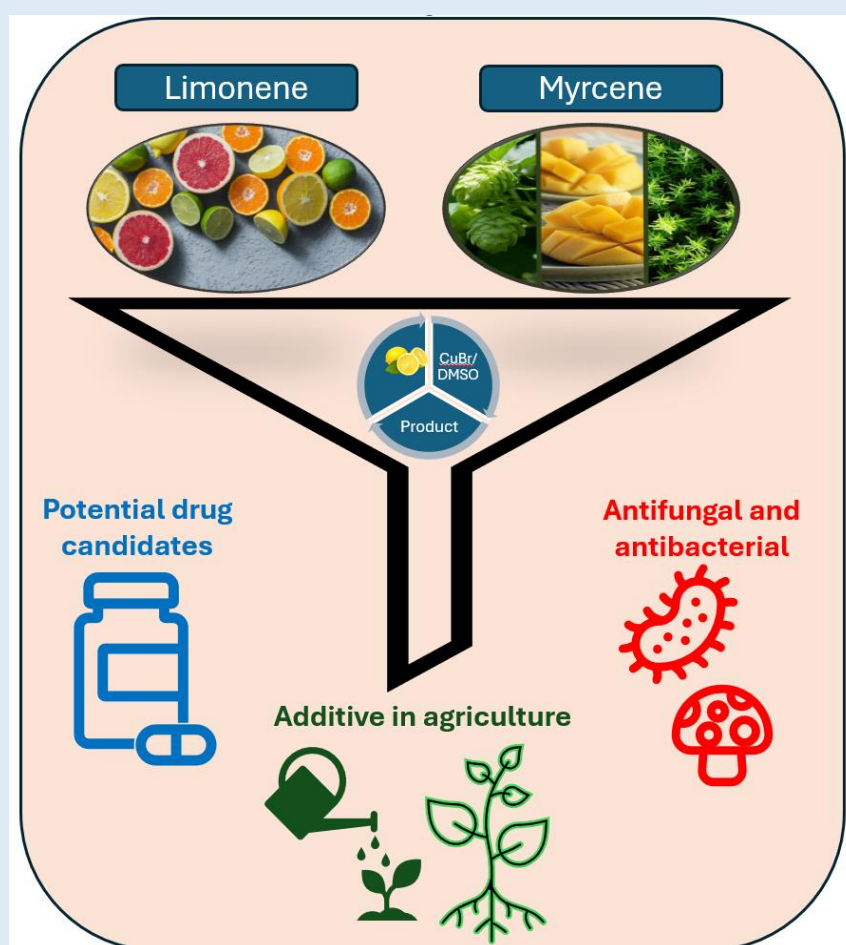 Limonene
Myrcene
CuBr/
DMSO
Product
Potential drug
candidates
Antifungal and
antibacterial
Additive in agriculture